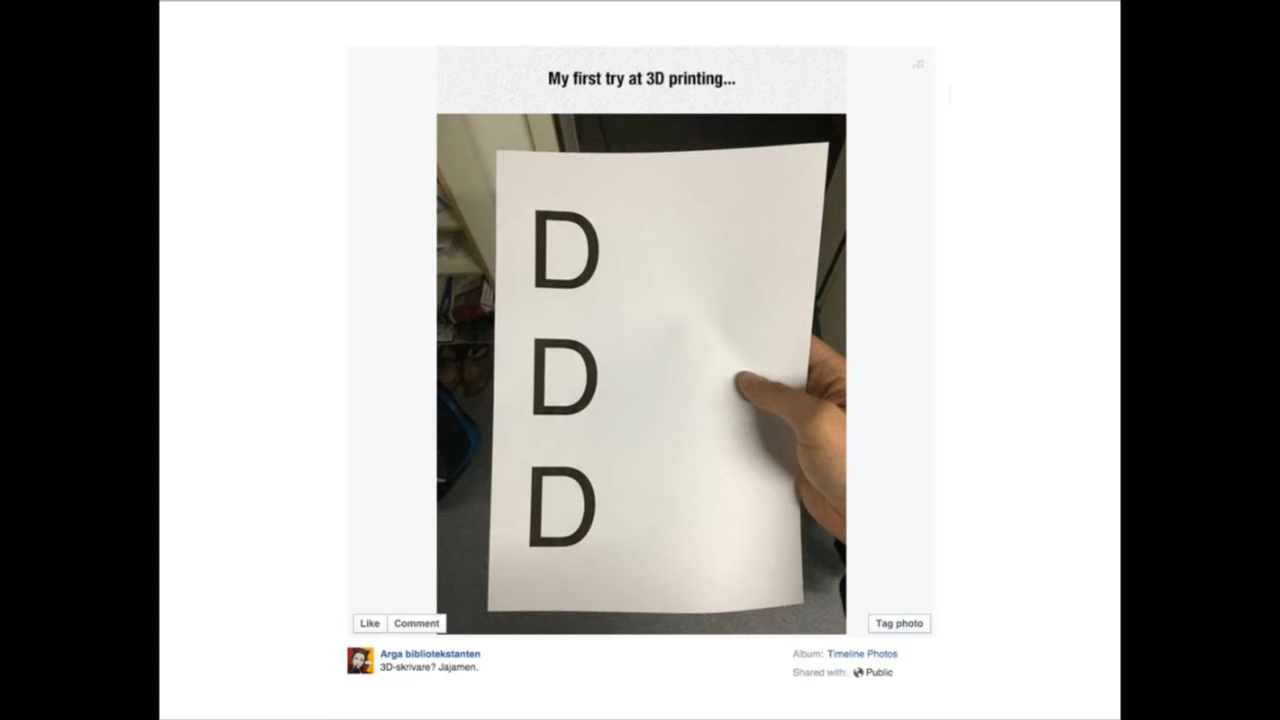 My first try at 3D printing...
D
D
D
Like Comment Tag photo
Arga bibliotekstanten
3D-skrivare? Jajamen.
Album: Timeline Photos
Shared with: Public